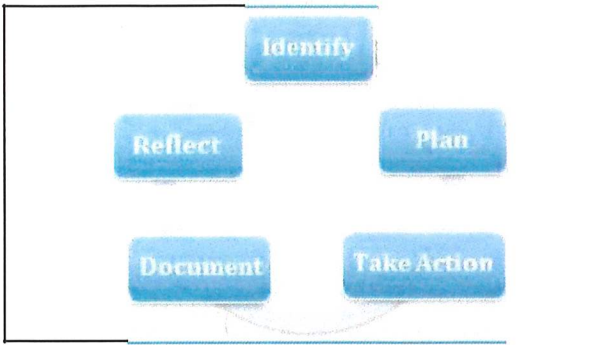 Identify
Reflect
Plan
Document
Take Action